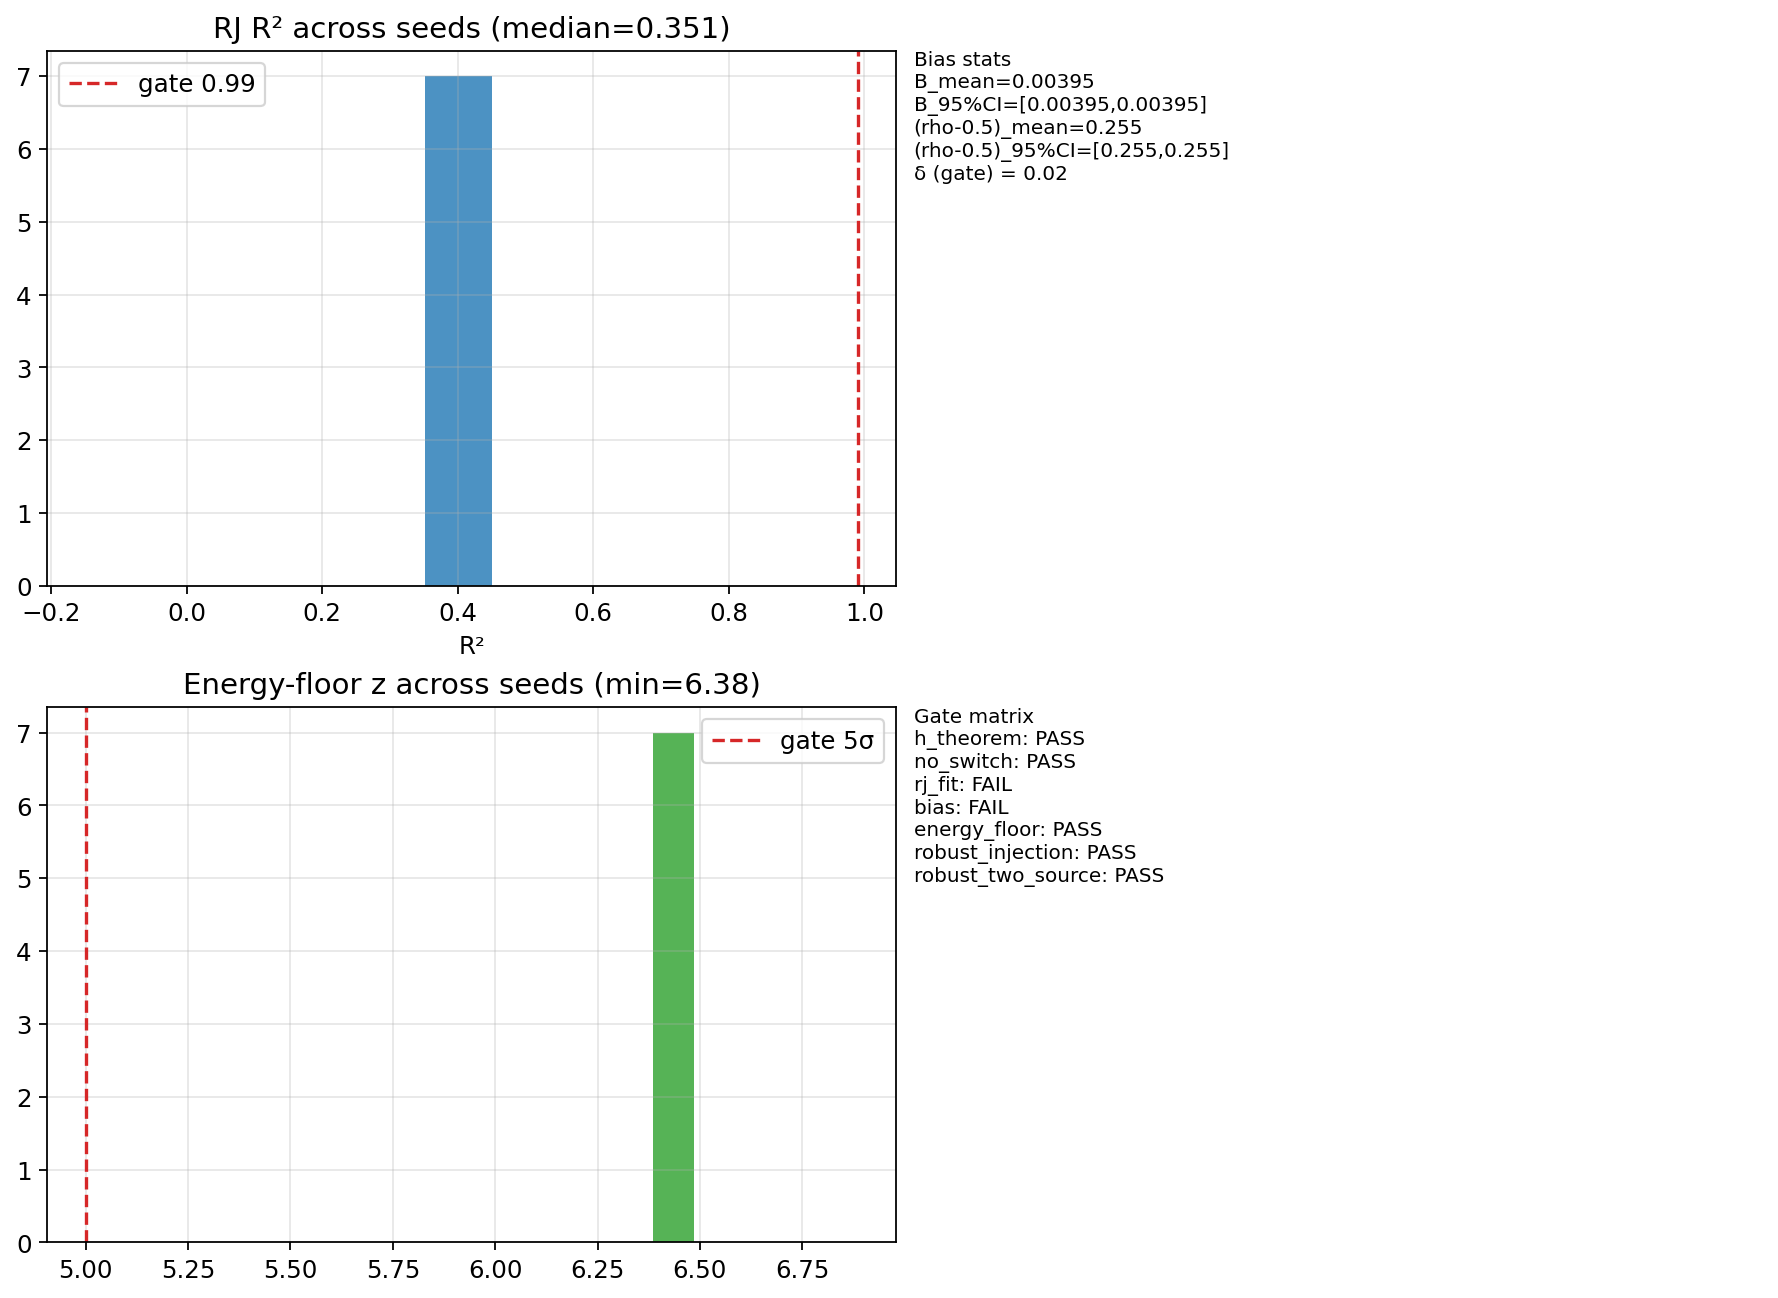 RJ R² across seeds (median=0.351)
gate 0.99
7
6
5
4
3
2
1
0
−0.2
0.0
0.2
0.4
0.6
0.8
1.0
R²
Bias stats
B_mean=0.00395
B_95%CI=[0.00395,0.00395]
(rho-0.5)_mean=0.255
(rho-0.5)_95%CI=[0.255,0.255]
δ (gate) = 0.02
Energy-floor z across seeds (min=6.38)
gate 5σ
7
6
5
4
3
2
1
0
5.00
5.25
5.50
5.75
6.00
6.25
6.50
6.75
Gate matrix
h_theorem: PASS
no_switch: PASS
rj_fit: FAIL
bias: FAIL
energy_floor: PASS
robust_injection: PASS
robust_two_source: PASS